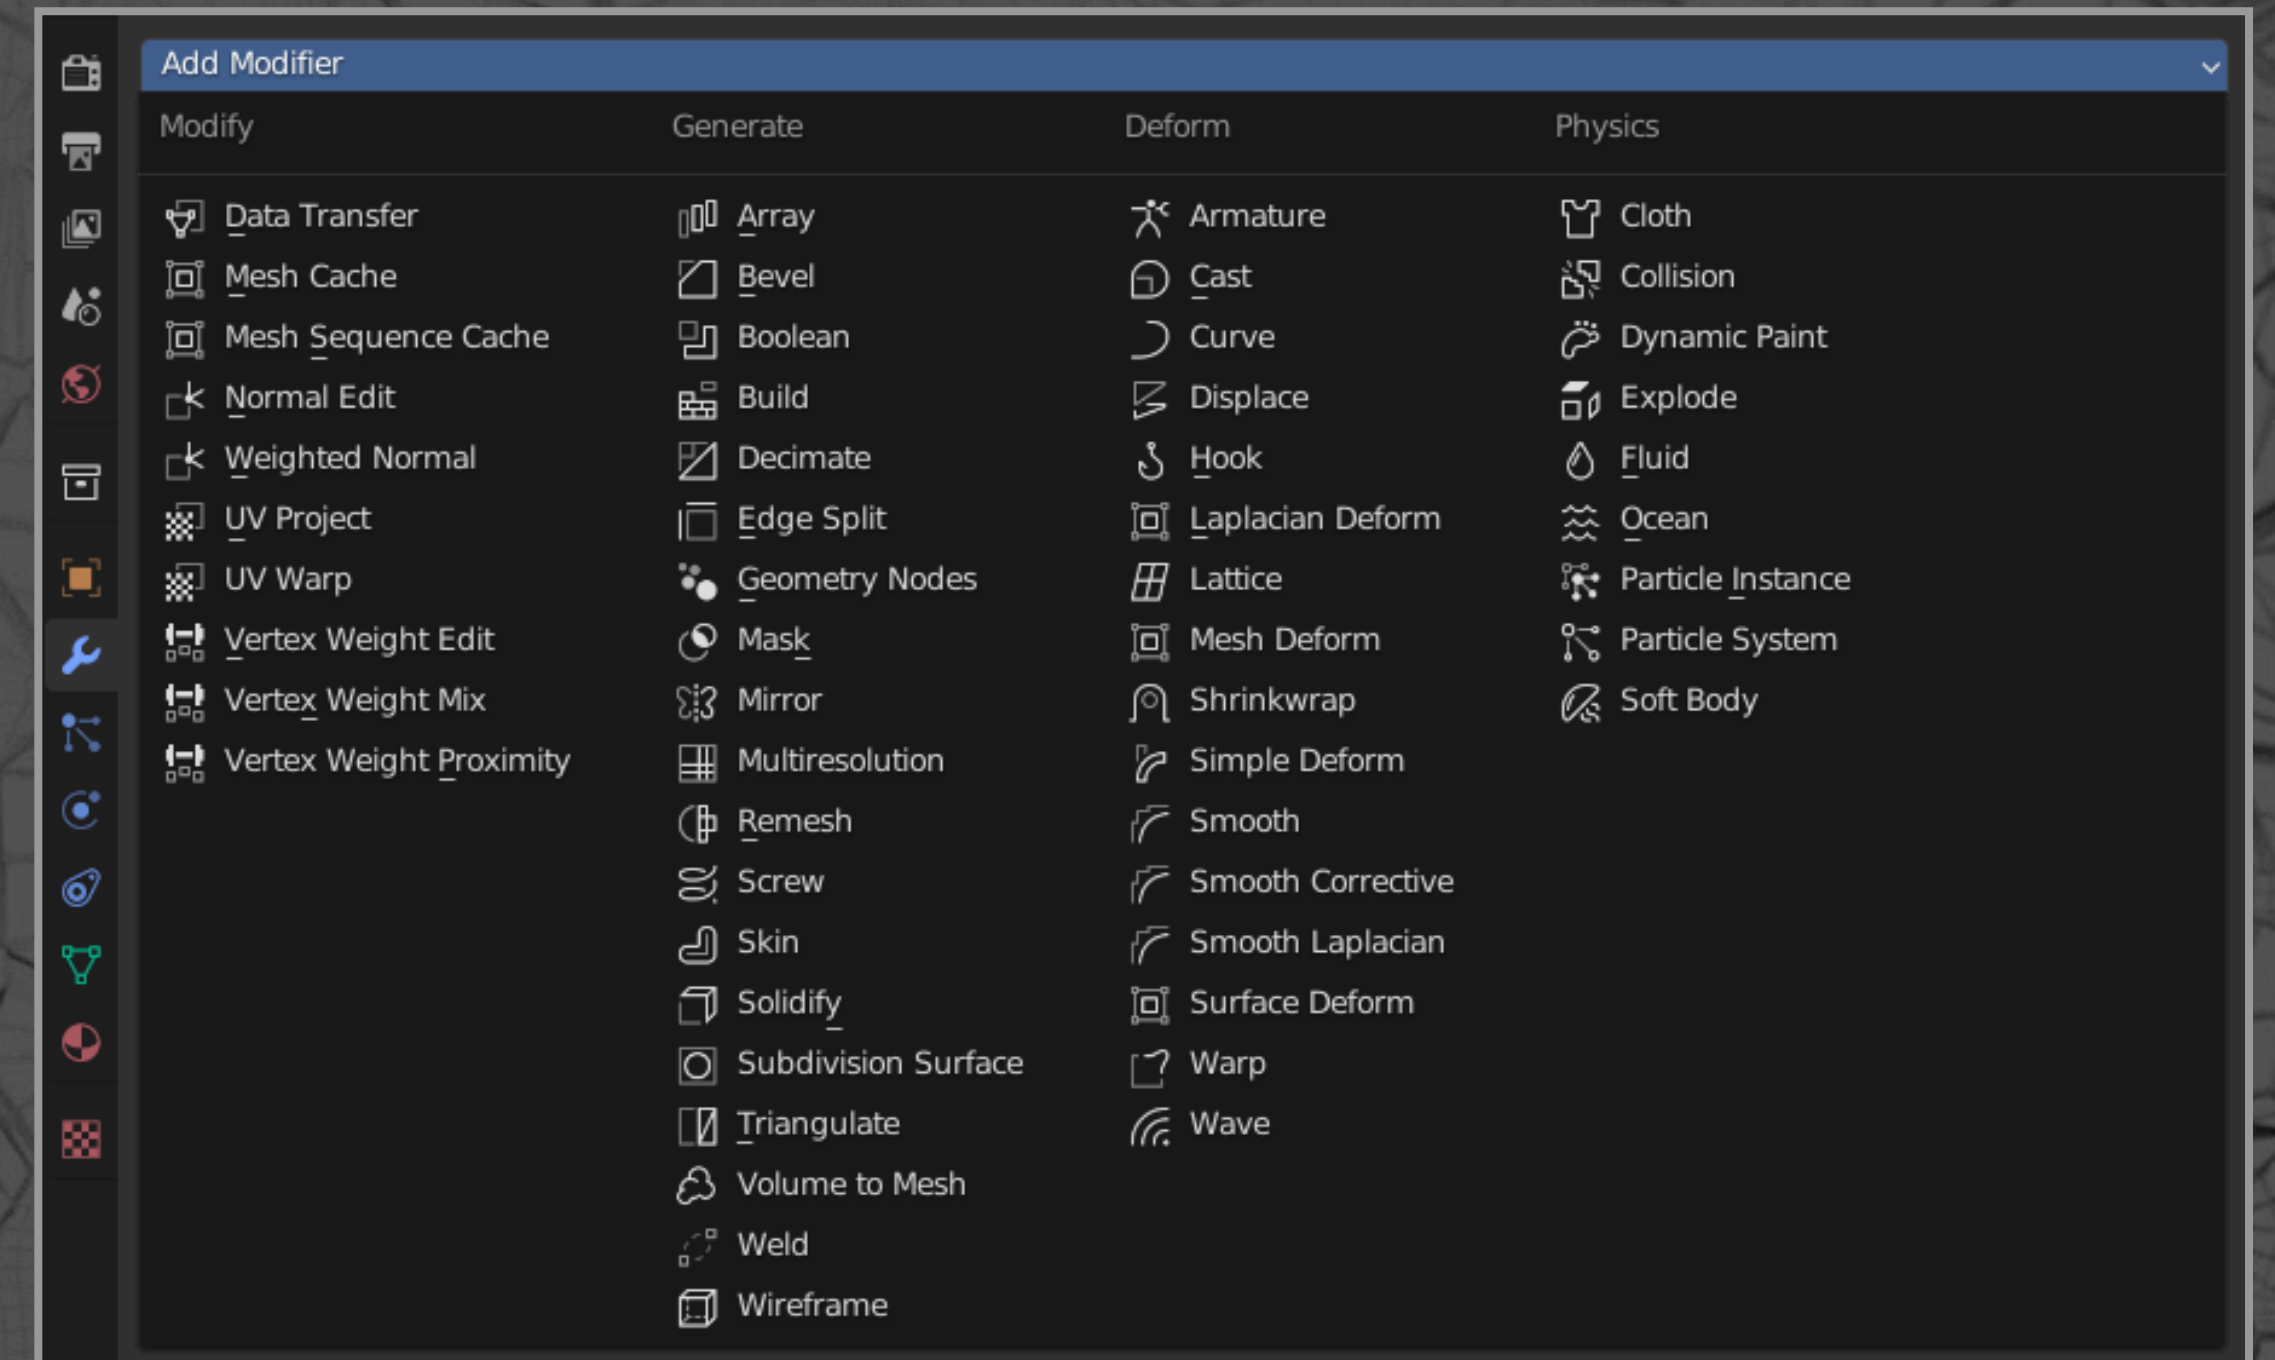 Add Modifier
Modify
Data Transfer
Mesh Cache
Mesh Sequence Cache
Normal Edit
Weighted Normal
UV Project
UV Warp
Vertex Weight Edit
Vertex Weight Mix
Vertex Weight Proximity
Generate
Array
Bevel
Boolean
Build
Decimate
Edge Split
Geometry Nodes
Mask
Mirror
Multiresolution
Remesh
Screw
Skin
Solidify
Subdivision Surface
Triangulate
Volume to Mesh
Weld
Wireframe
Deform
Armature
Cast
Curve
Displace
Hook
Laplacian Deform
Lattice
Mesh Deform
Shrinkwrap
Simple Deform
Smooth
Smooth Corrective
Smooth Laplacian
Surface Deform
Warp
Wave
Physics
Cloth
Collision
Dynamic Paint
Explode
Fluid
Ocean
Particle Instance
Particle System
Soft Body